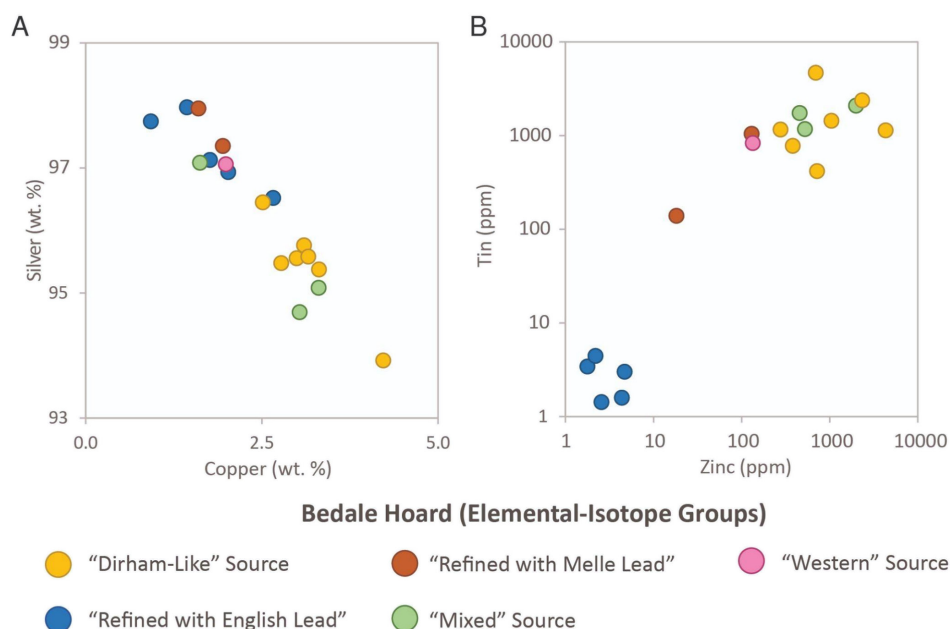 A
99
97
95
93
Silver (wt. %)
0.0 2.5 5.0
Copper (wt. %)
B
10000
1000
100
10
1
Tin (ppm)
1 10 100 1000 10000
Zinc (ppm)
Bedale Hoard (Elemental-Isotope Groups)
“Dirham-Like” Source “Refined with Melle Lead” “Western” Source
“Refined with English Lead” “Mixed” Source